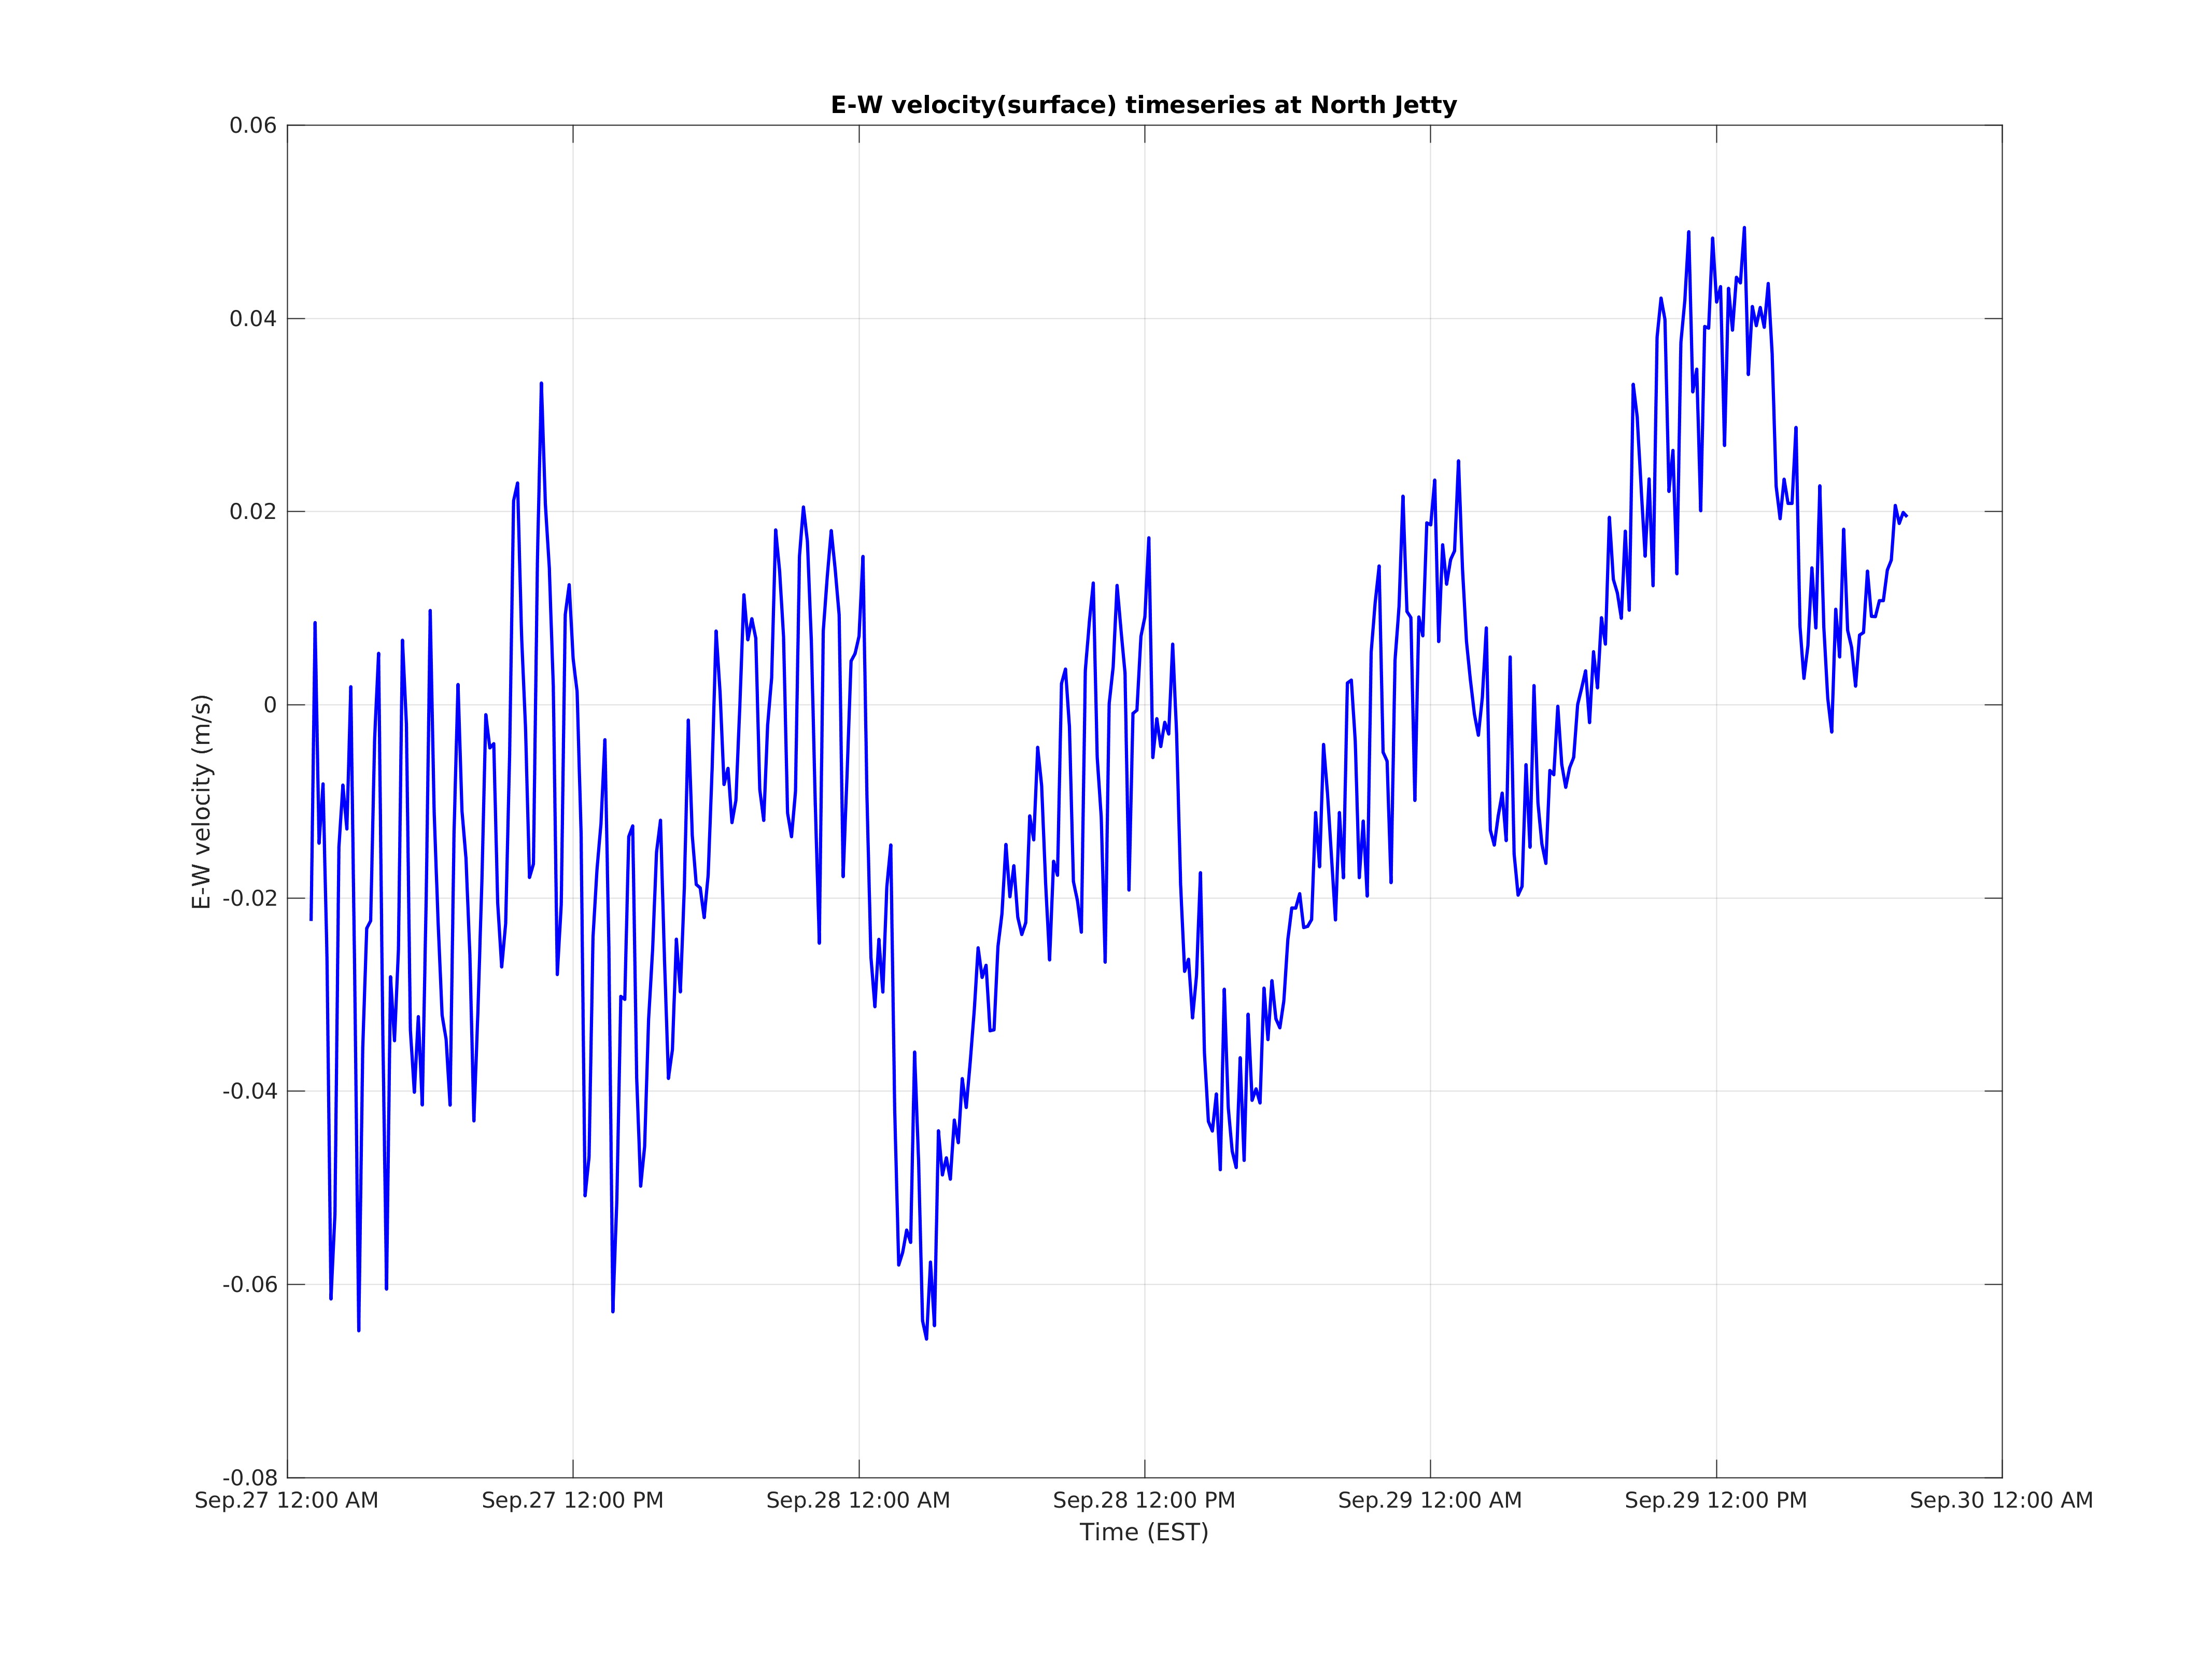 E-W velocity(surface) timeseries at North Jetty
0.06
0.04
0.02
0
-0.02
-0.04
-0.06
-0.08
E-W velocity (m/s)
Sep.27 12:00 AM
Sep.27 12:00 PM
Sep.28 12:00 AM
Sep.28 12:00 PM
Sep.29 12:00 AM
Sep.29 12:00 PM
Sep.30 12:00 AM
Time (EST)